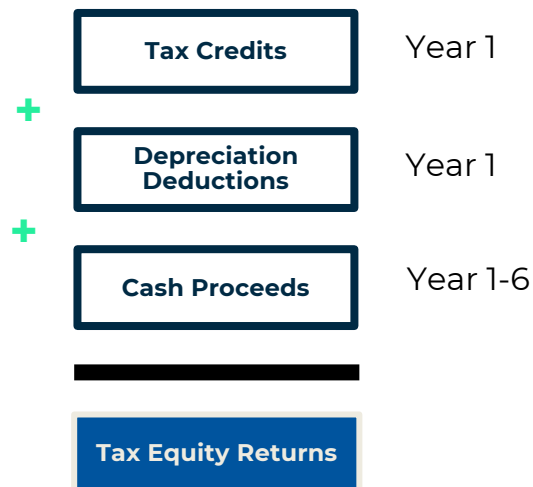 Tax Credits
Year 1
+
Depreciation
Deductions
Year 1
+
Cash Proceeds
Year 1-6
Tax Equity Returns